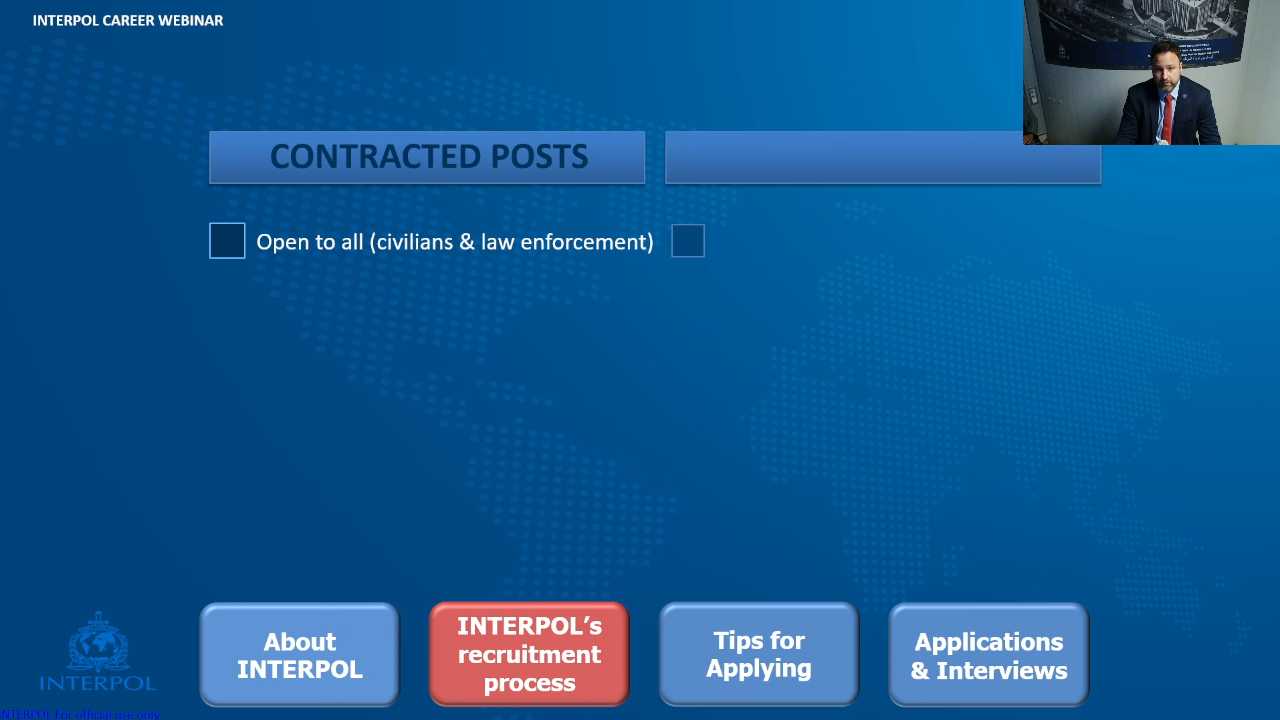 INTERPOL CAREER WEBINAR
CONTRACTED POSTS
Open to all (civilians & law enforcement)
About
INTERPOL
INTERPOL’s
recruitment
process
Tips for
Applying
Applications
& Interviews
INTERPOL
INTERPOL For official use only